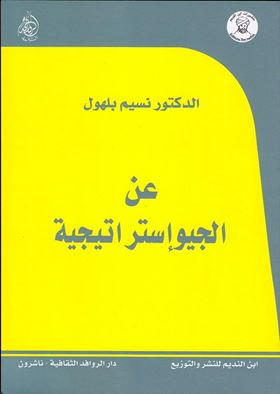 الدكتور نسيم بلهول
عن
الجيوإستراتيجية
ابن النديم للنشر والتوزيع
دار الروافد الثقافية - ناشرون